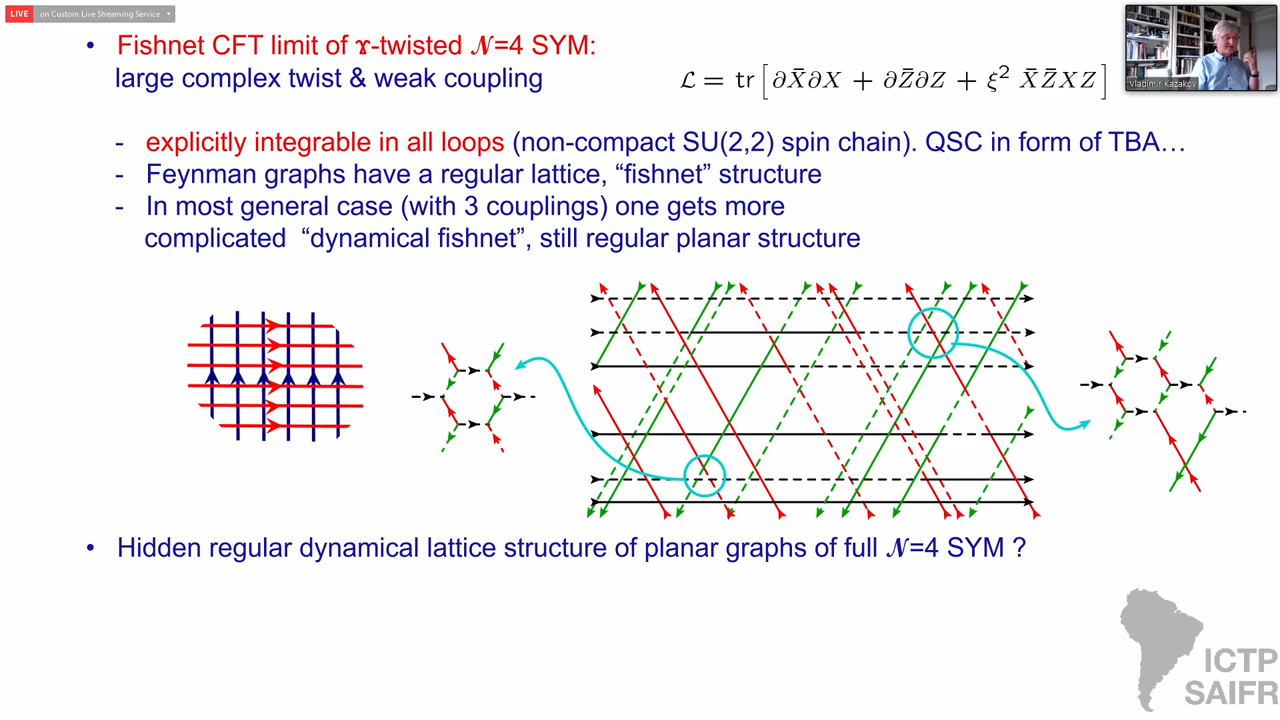 LIVE on Custom Live Streaming Service
Vladimir Kazakov
• Fishnet CFT limit of ɤ-twisted 𝒩=4 SYM:
large complex twist & weak coupling
ℒ = tr [ ∂X̄∂X + ∂Z̄∂Z + ξ² X̄Z̄XZ ]
- explicitly integrable in all loops (non-compact SU(2,2) spin chain). QSC in form of TBA…
- Feynman graphs have a regular lattice, “fishnet” structure
- In most general case (with 3 couplings) one gets more
complicated “dynamical fishnet”, still regular planar structure
• Hidden regular dynamical lattice structure of planar graphs of full 𝒩=4 SYM ?
ICTP
SAIFR